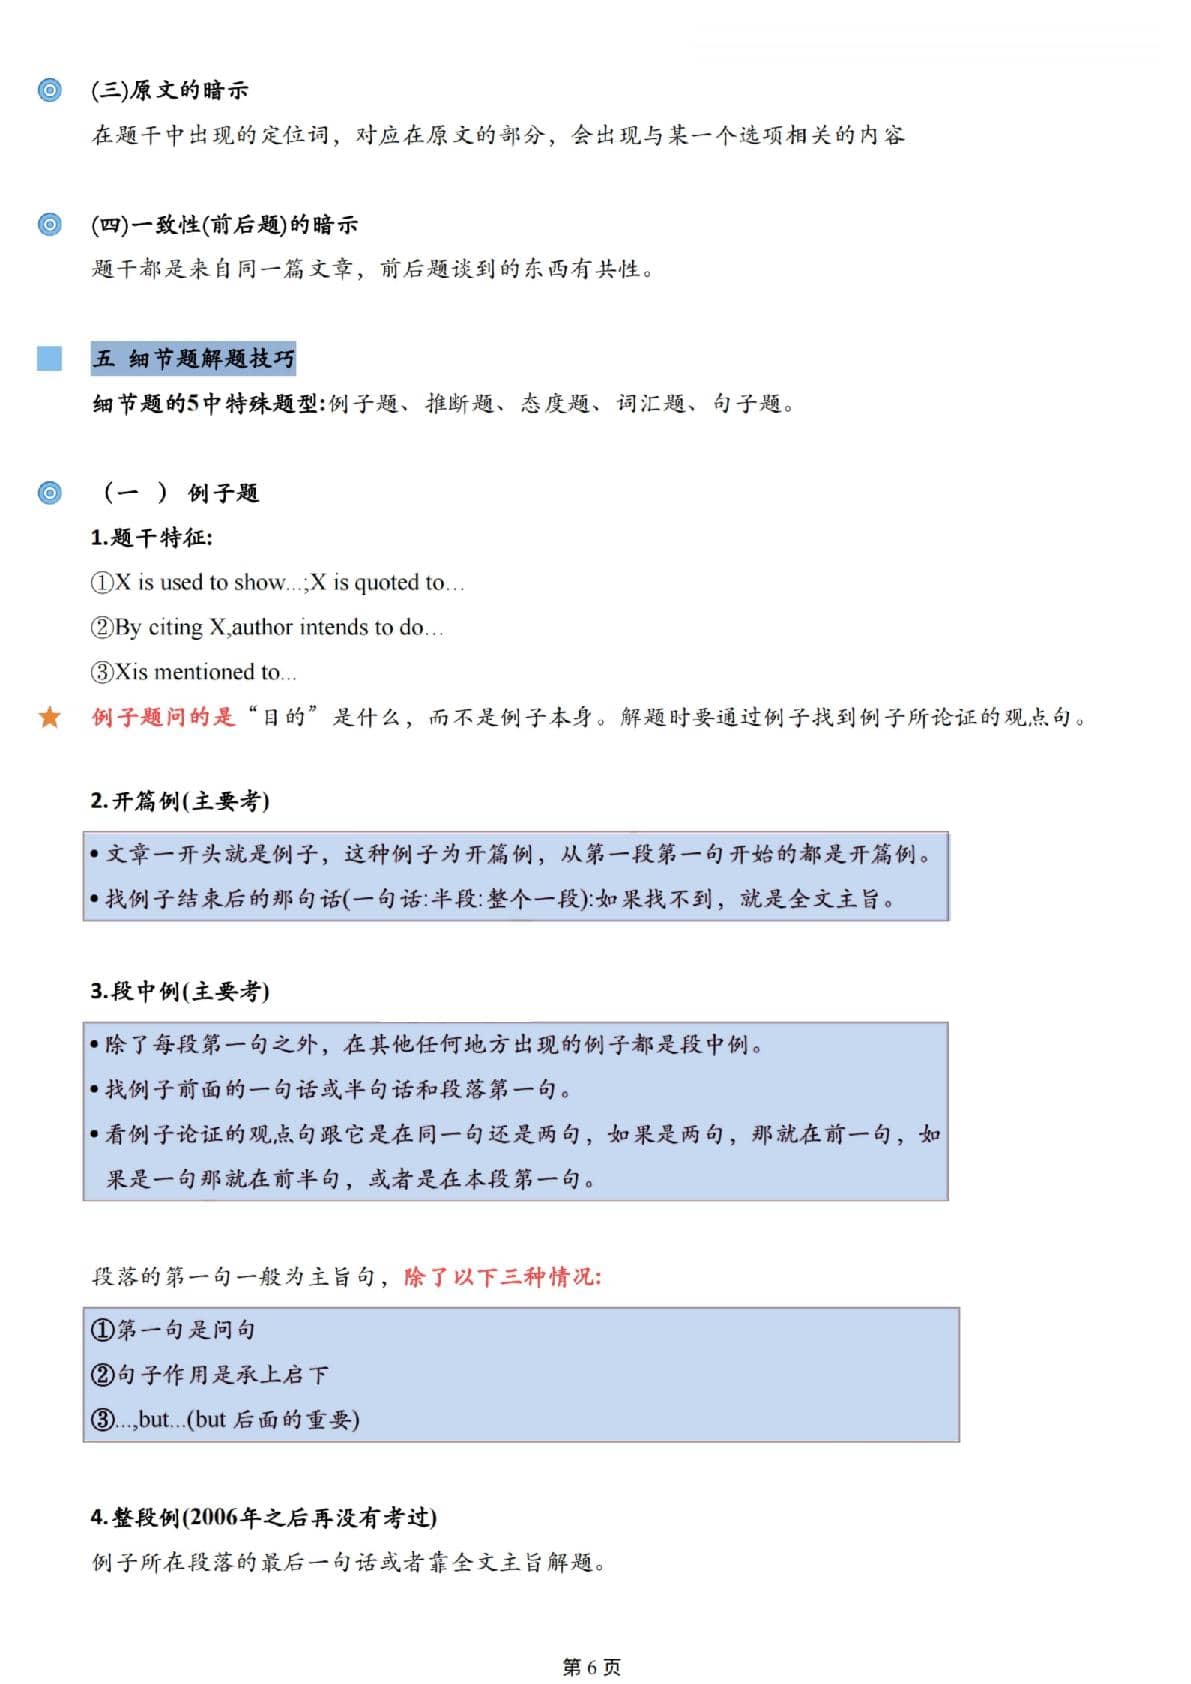 (三)原文的暗示
在题干中出现的定位词，对应在原文的部分，会出现与某一个选项相关的内容
(四)一致性(前后题)的暗示
题干都是来自同一篇文章，前后题谈到的东西有共性。
五 细节题解题技巧
细节题的5中特殊题型:例子题、推断题、态度题、词汇题、句子题。
（一 ） 例子题
1.题干特征:
①X is used to show...;X is quoted to...
②By citing X,author intends to do...
③Xis mentioned to...
例子题问的是“目的”是什么，而不是例子本身。解题时要通过例子找到例子所论证的观点句。
2.开篇例(主要考)
•文章一开头就是例子，这种例子为开篇例，从第一段第一句开始的都是开篇例。
•找例子结束后的那句话(一句话:半段:整个一段):如果找不到，就是全文主旨。
3.段中例(主要考)
•除了每段第一句之外，在其他任何地方出现的例子都是段中例。
•找例子前面的一句话或半句话和段落第一句。
•看例子论证的观点句跟它是在同一句还是两句，如果是两句，那就在前一句，如
果是一句那就在前半句，或者是在本段第一句。
段落的第一句一般为主旨句，除了以下三种情况:
①第一句是问句
②句子作用是承上启下
③...,but...(but 后面的重要)
4.整段例(2006年之后再没有考过)
例子所在段落的最后一句话或者靠全文主旨解题。
第 6 页